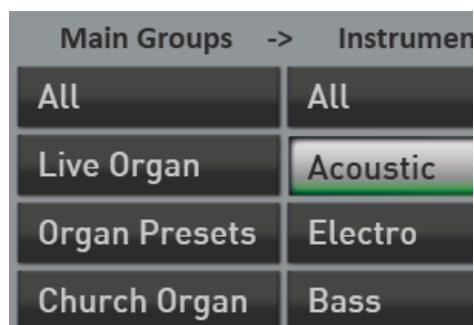 Main Groups -> Instrumen
All All
Live Organ Acoustic
Organ Presets Electro
Church Organ Bass